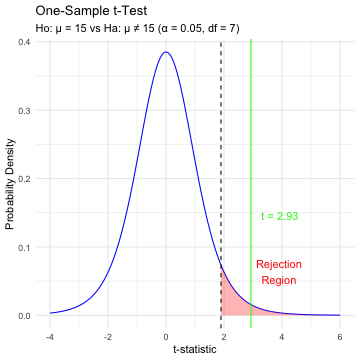 One-Sample t-Test
Ho: μ = 15 vs Ha: μ ≠ 15 (α = 0.05, df = 7)
0.4
0.3
0.2
0.1
0.0
Probability Density
t = 2.93
Rejection
Region
-4
-2
0
2
4
6
t-statistic